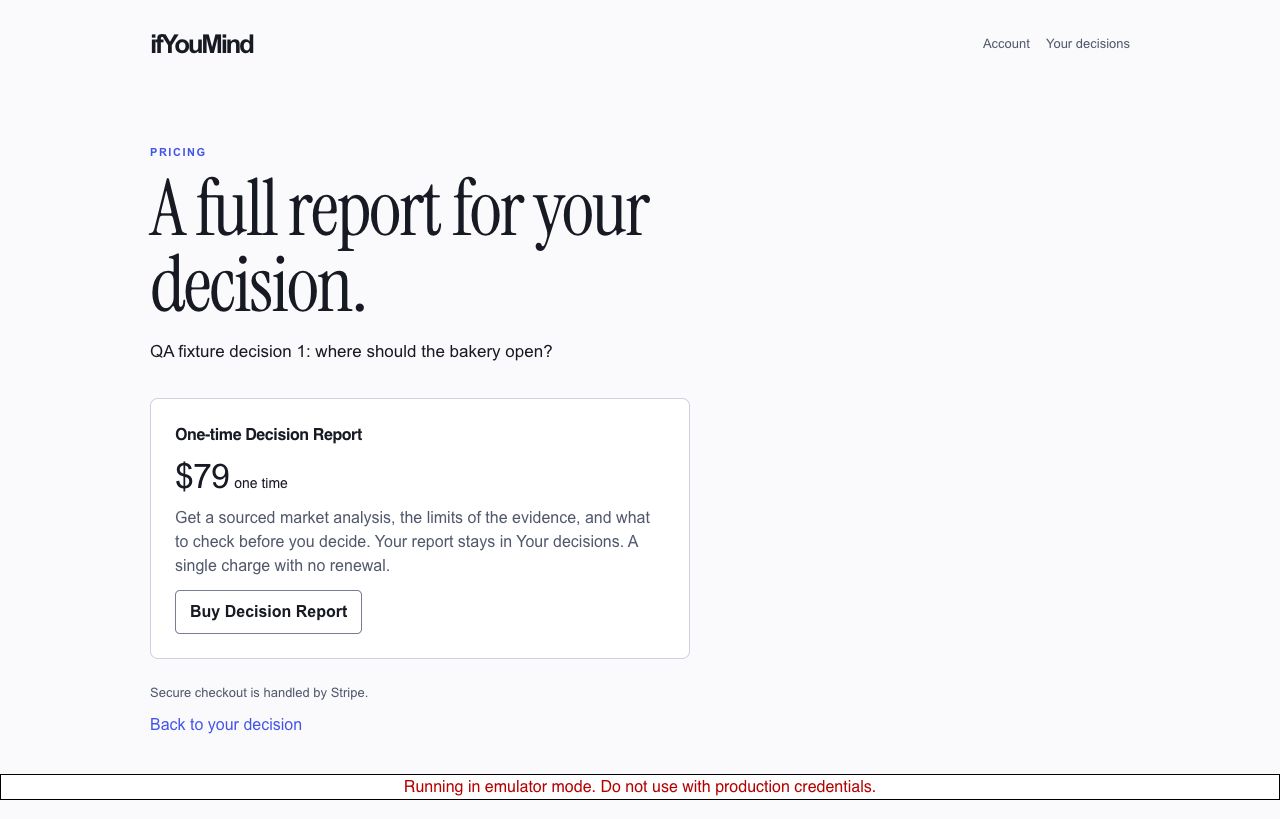 ifYouMind
Account
Your decisions
PRICING
A full report for your
decision.
QA fixture decision 1: where should the bakery open?
One-time Decision Report
$79 one time
Get a sourced market analysis, the limits of the evidence, and what
to check before you decide. Your report stays in Your decisions. A
single charge with no renewal.
Buy Decision Report
Secure checkout is handled by Stripe.
Back to your decision
Running in emulator mode. Do not use with production credentials.